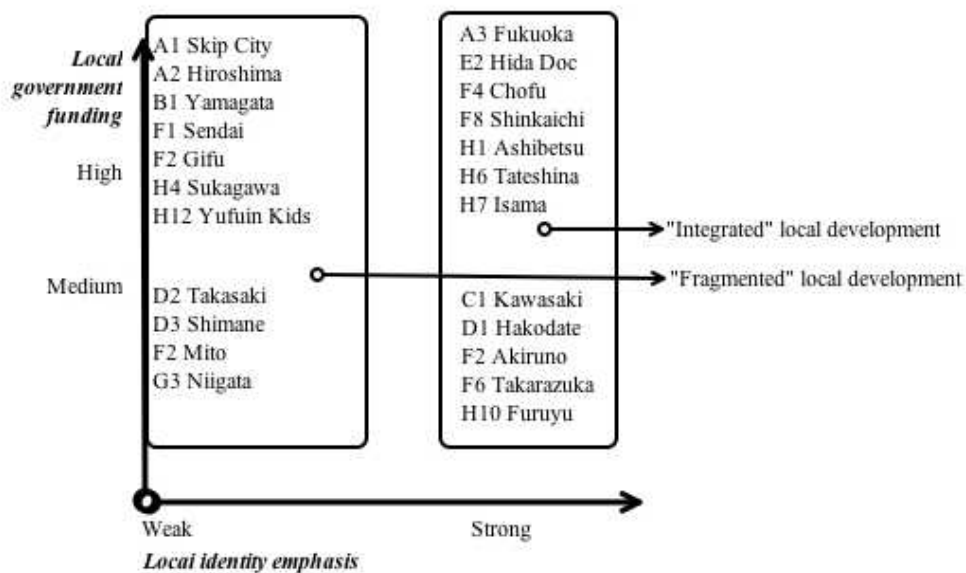 Local
government
funding
High
Medium
A1 Skip City
A2 Hiroshima
B1 Yamagata
F1 Sendai
F2 Gifu
H4 Sukagawa
H12 Yufuin Kids
D2 Takasaki
D3 Shimane
F2 Mito
G3 Niigata
A3 Fukuoka
E2 Hida Doc
F4 Chofu
F8 Shinkaichi
H1 Ashibetsu
H6 Tateshina
H7 Isama
C1 Kawasaki
D1 Hakodate
F2 Akiruno
F6 Takarazuka
H10 Furuyu
"Integrated" local development
"Fragmented" local development
Weak
Strong
Locai identity emphasis